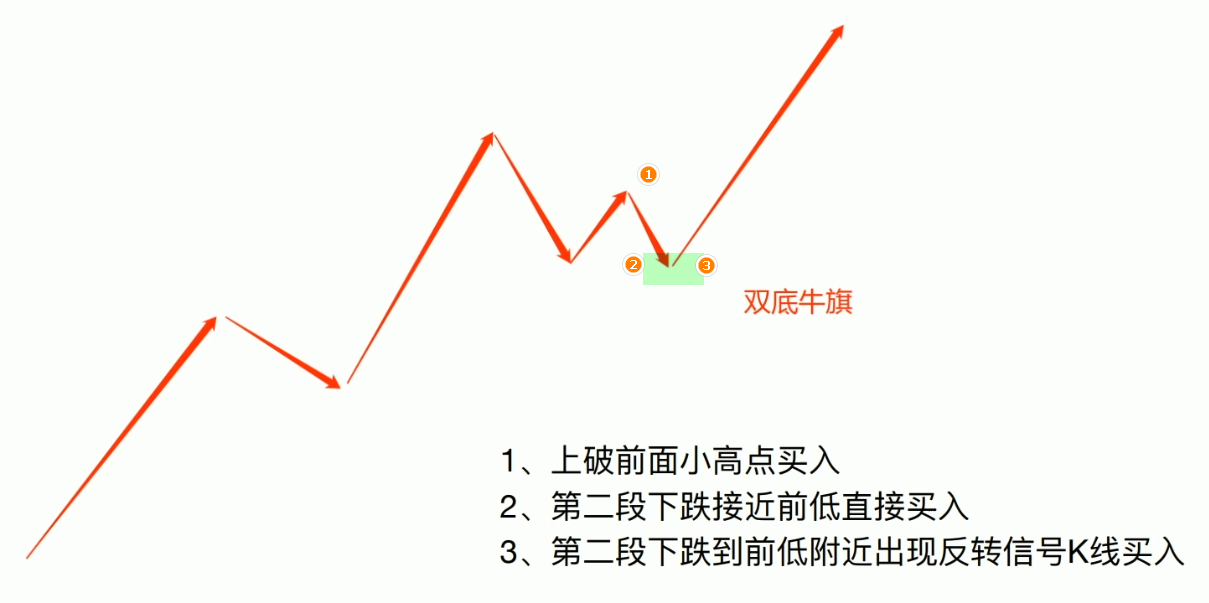 1
2
3
双底牛旗
1、上破前面小高点买入
2、第二段下跌接近前低直接买入
3、第二段下跌到前低附近出现反转信号K线买入